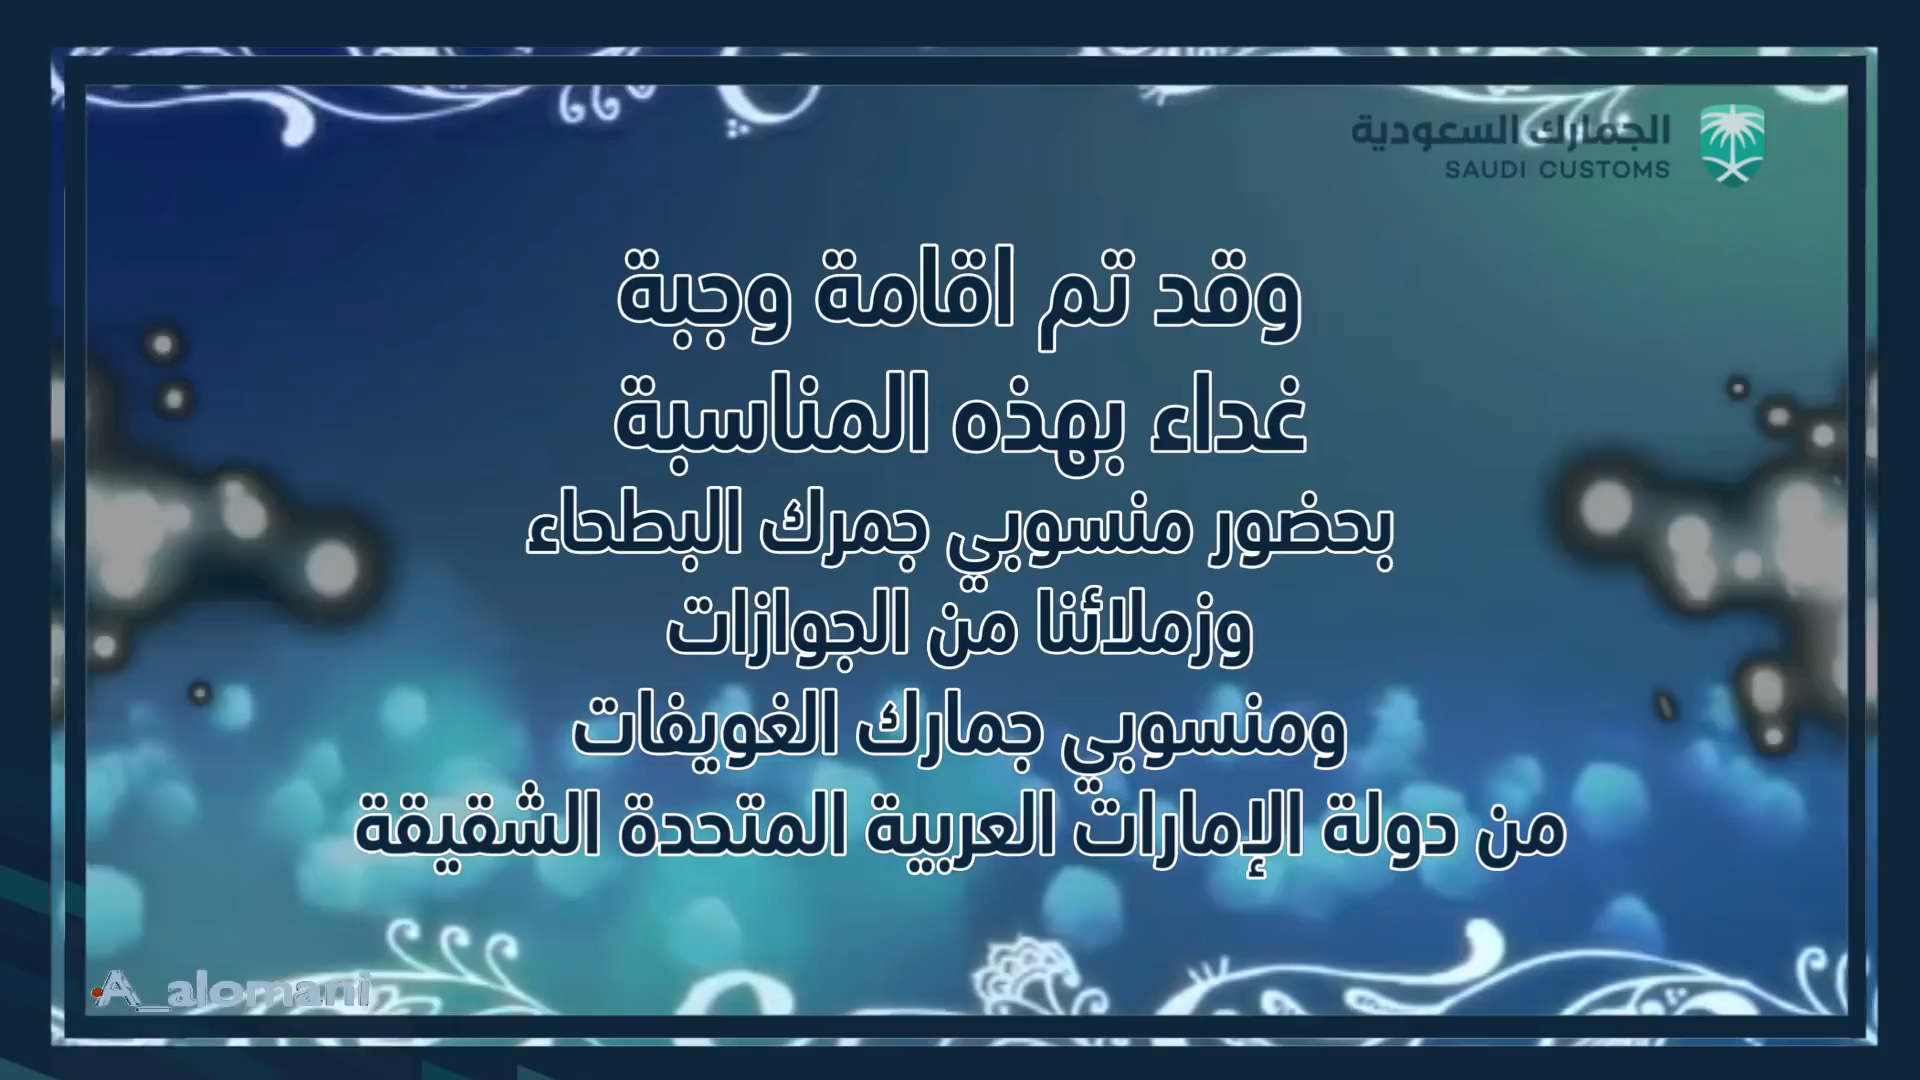 الجمارك السعودية
SAUDI CUSTOMS
وقد تم اقامة وجبة
غداء بهذه المناسبة
بحضور منسوبي جمرك البطحاء
وزملائنا من الجوازات
ومنسوبي جمارك الغويفات
من دولة الإمارات العربية المتحدة الشقيقة
A_alomani